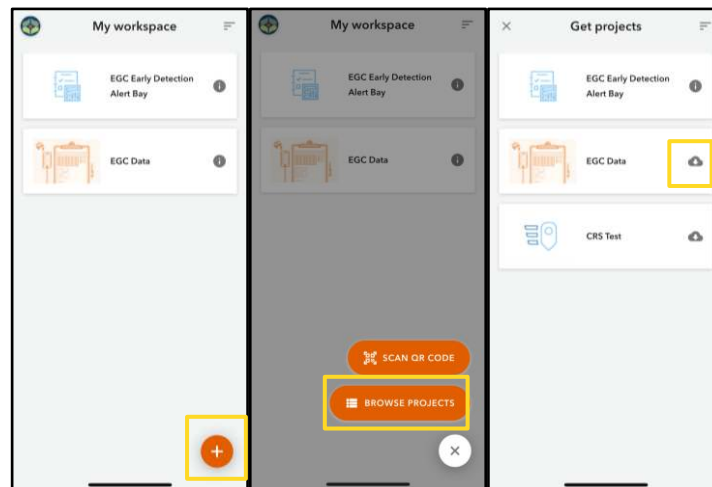 My workspace
EGC Early Detection
Alert Bay
EGC Data
My workspace
EGC Early Detection
Alert Bay
EGC Data
SCAN QR CODE
BROWSE PROJECTS
Get projects
EGC Early Detection
Alert Bay
EGC Data
CRS Test